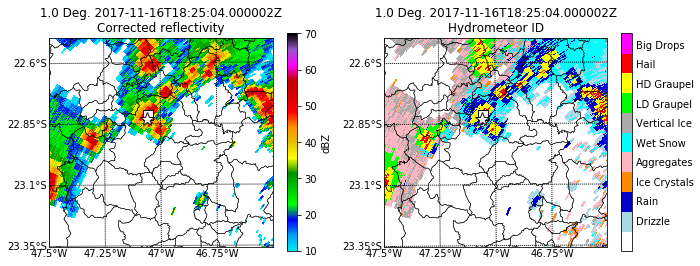 1.0 Deg. 2017-11-16T18:25:04.000002Z
Corrected reflectivity
22.6°S
22.85°S
23.1°S
23.35°S
47.5°W
47.25°W
47°W
46.75°W
70
60
50
40
30
20
10
dBZ
1.0 Deg. 2017-11-16T18:25:04.000002Z
Hydrometeor ID
22.6°S
22.85°S
23.1°S
23.35°S
47.5°W
47.25°W
47°W
46.75°W
Big Drops
Hail
HD Graupel
LD Graupel
Vertical Ice
Wet Snow
Aggregates
Ice Crystals
Rain
Drizzle